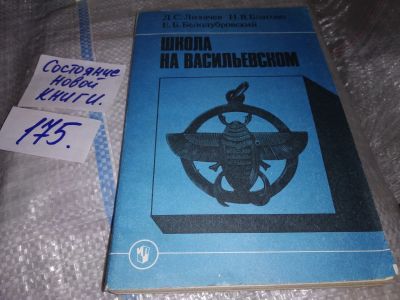 Д. С. Лихачев Н. В. Благово
Е. Б. Белодубровский
ШКОЛА
НА ВАСИЛЬЕВСКОМ
Состояние
новой
книги.
175.